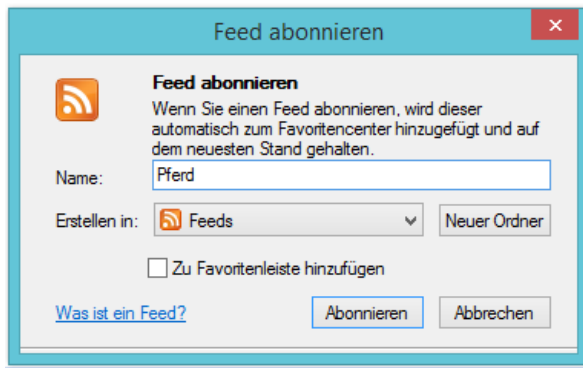 Feed abonnieren
Feed abonnieren
Wenn Sie einen Feed abonnieren, wird dieser
automatisch zum Favoritencenter hinzugefügt und auf
dem neuesten Stand gehalten.
Name: Pferd
Erstellen in: Feeds Neuer Ordner
Zu Favoritenleiste hinzufügen
Was ist ein Feed? Abonnieren Abbrechen